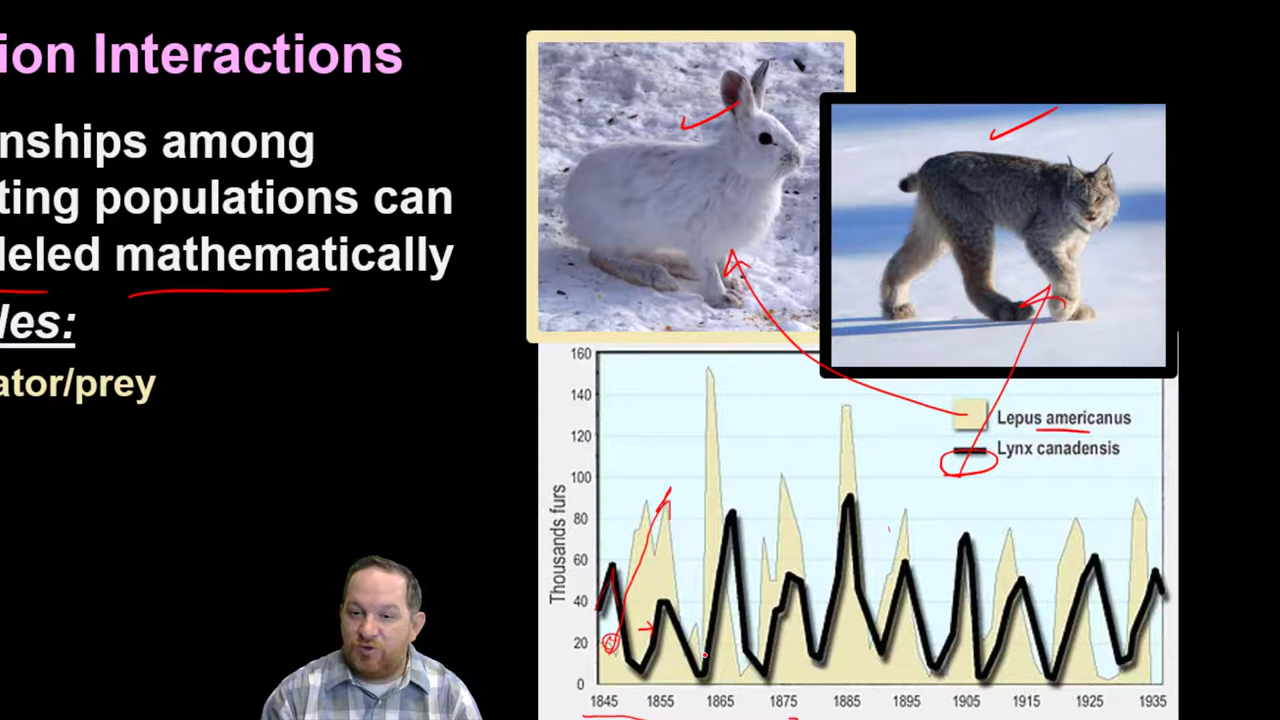 ion Interactions
nships among
ting populations can
eled mathematically
les:
ator/prey
160
140
120
100
80
60
40
20
0
Thousands furs
Lepus americanus
Lynx canadensis
1845 1855 1865 1875 1885 1895 1905 1915 1925 1935